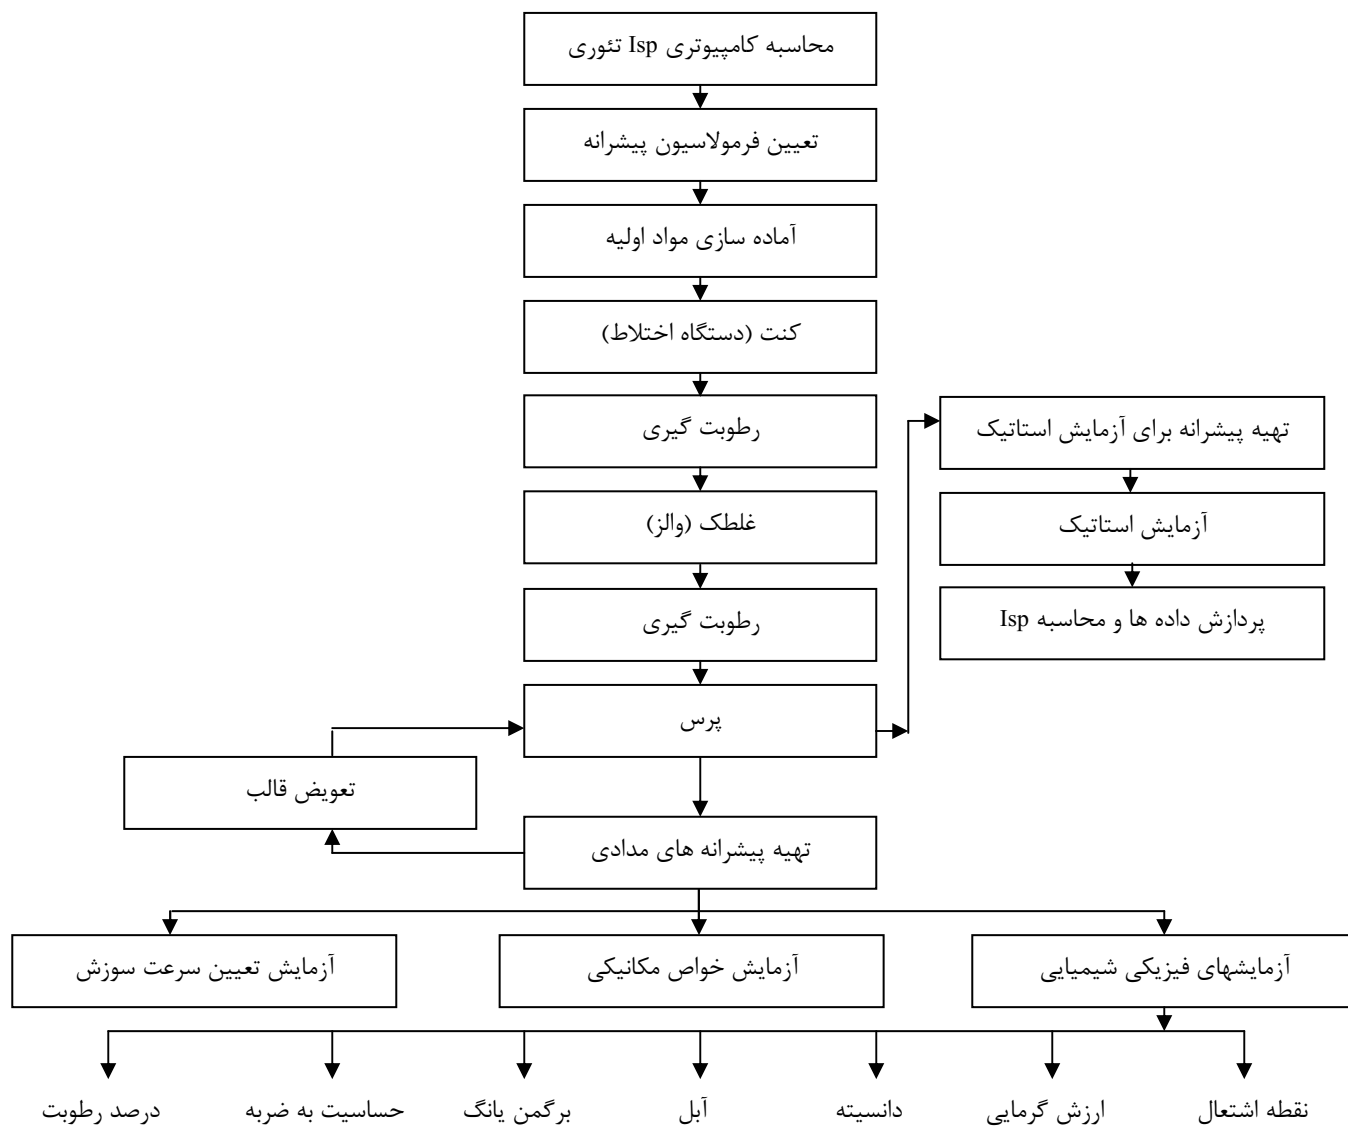 محاسبه کامپیوتری Isp تئوری
تعیین فرمولاسیون پیشرانه
آماده سازی مواد اولیه
کنت (دستگاه اختلاط)
رطوبت گیری
غلطک (والز)
رطوبت گیری
پرس
تهیه پیشرانه برای آزمایش استاتیک
آزمایش استاتیک
پردازش داده ها و محاسبه Isp
تعویض قالب
تهیه پیشرانه های مدادی
آزمایشهای فیزیکی شیمیایی
آزمایش خواص مکانیکی
آزمایش تعیین سرعت سوزش
نقطه اشتعال
ارزش گرمایی
دانسیته
آبل
برگمن یانگ
حساسیت به ضربه
درصد رطوبت